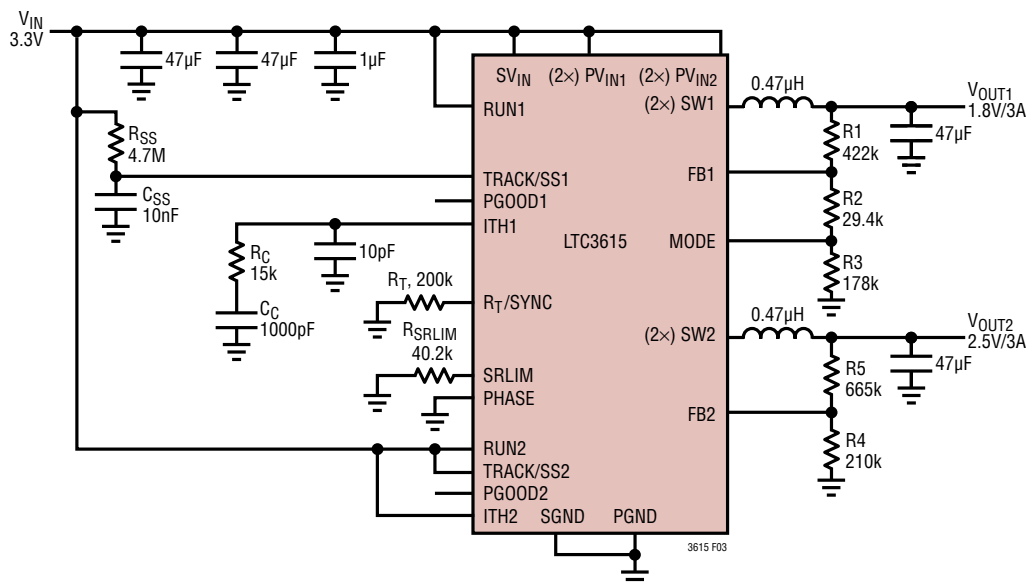 VIN
3.3V
47µF
47µF
1µF
RSS
4.7M
CSS
10nF
RC
15k
CC
1000pF
10pF
RT, 200k
RSRLIM
40.2k
SVIN
(2×) PVIN1
(2×) PVIN2
RUN1
TRACK/SS1
PGOOD1
ITH1
RT/SYNC
SRLIM
PHASE
RUN2
TRACK/SS2
PGOOD2
ITH2
SGND
PGND
LTC3615
(2×) SW1
FB1
MODE
(2×) SW2
FB2
0.47µH
VOUT1
1.8V/3A
R1
422k
47µF
R2
29.4k
R3
178k
0.47µH
VOUT2
2.5V/3A
R5
665k
47µF
R4
210k
3615 F03